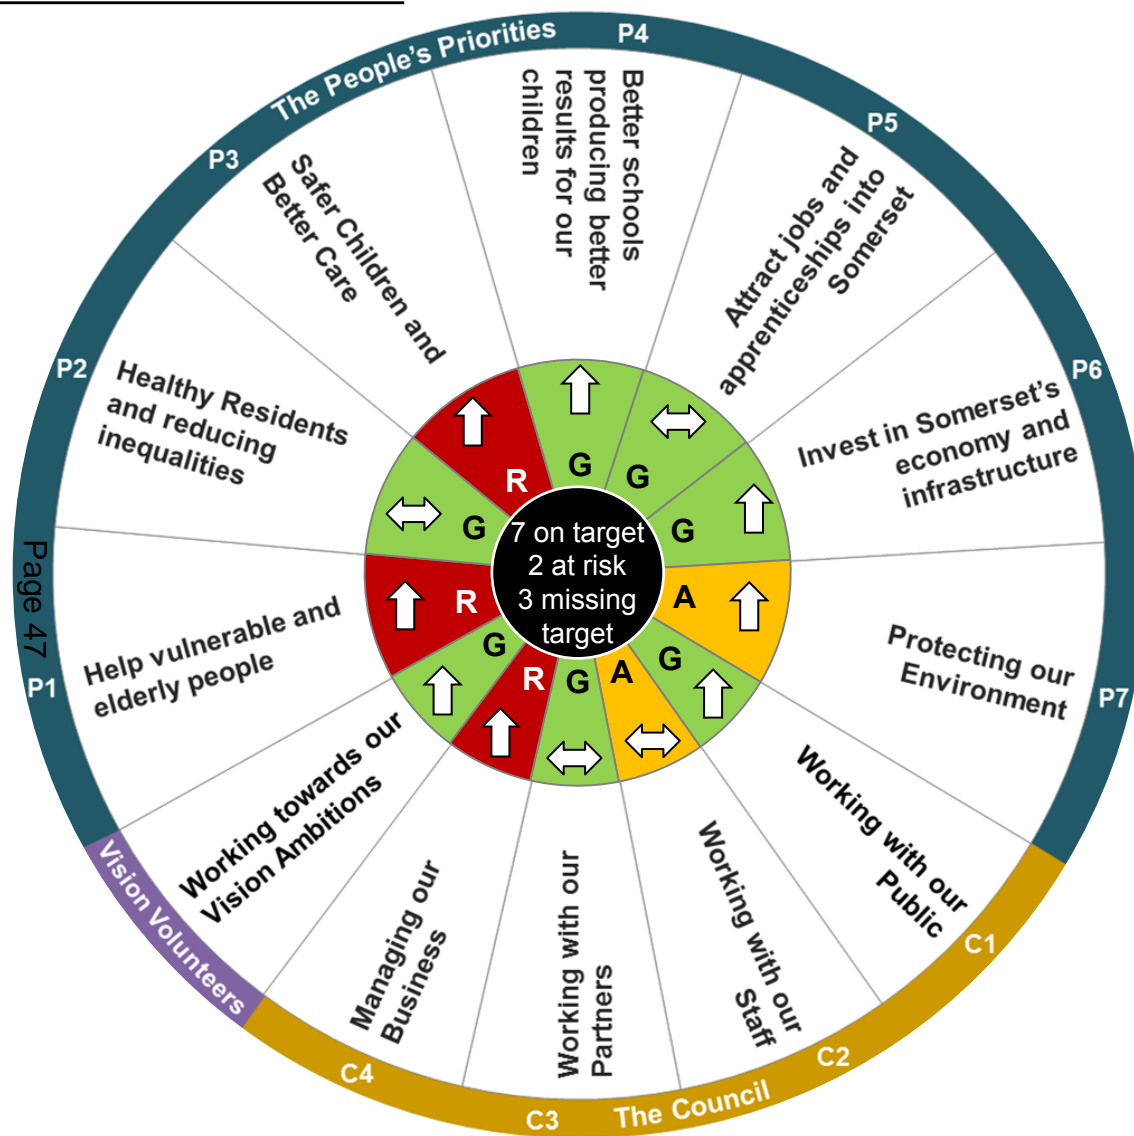 The People's Priorities
P4
Better schools
producing better
results for our
children
P5
Attract jobs and
apprenticeships into
Somerset
P6
Invest in Somerset's
economy and
infrastructure
P7
Protecting our
Environment
C1
Working with our
Public
C2
Working with our
Staff
The Council
C3
Working with our
Partners
C4
Managing our
Business
Vision Volunteers
Working towards our
Vision Ambitions
P1
Help vulnerable and
elderly people
Page 47
P2
Healthy Residents
and reducing
inequalities
P3
Safer Children and
Better Care
G
G
G
A
G
A
G
R
G
R
G
R
7 on target
2 at risk
3 missing
target